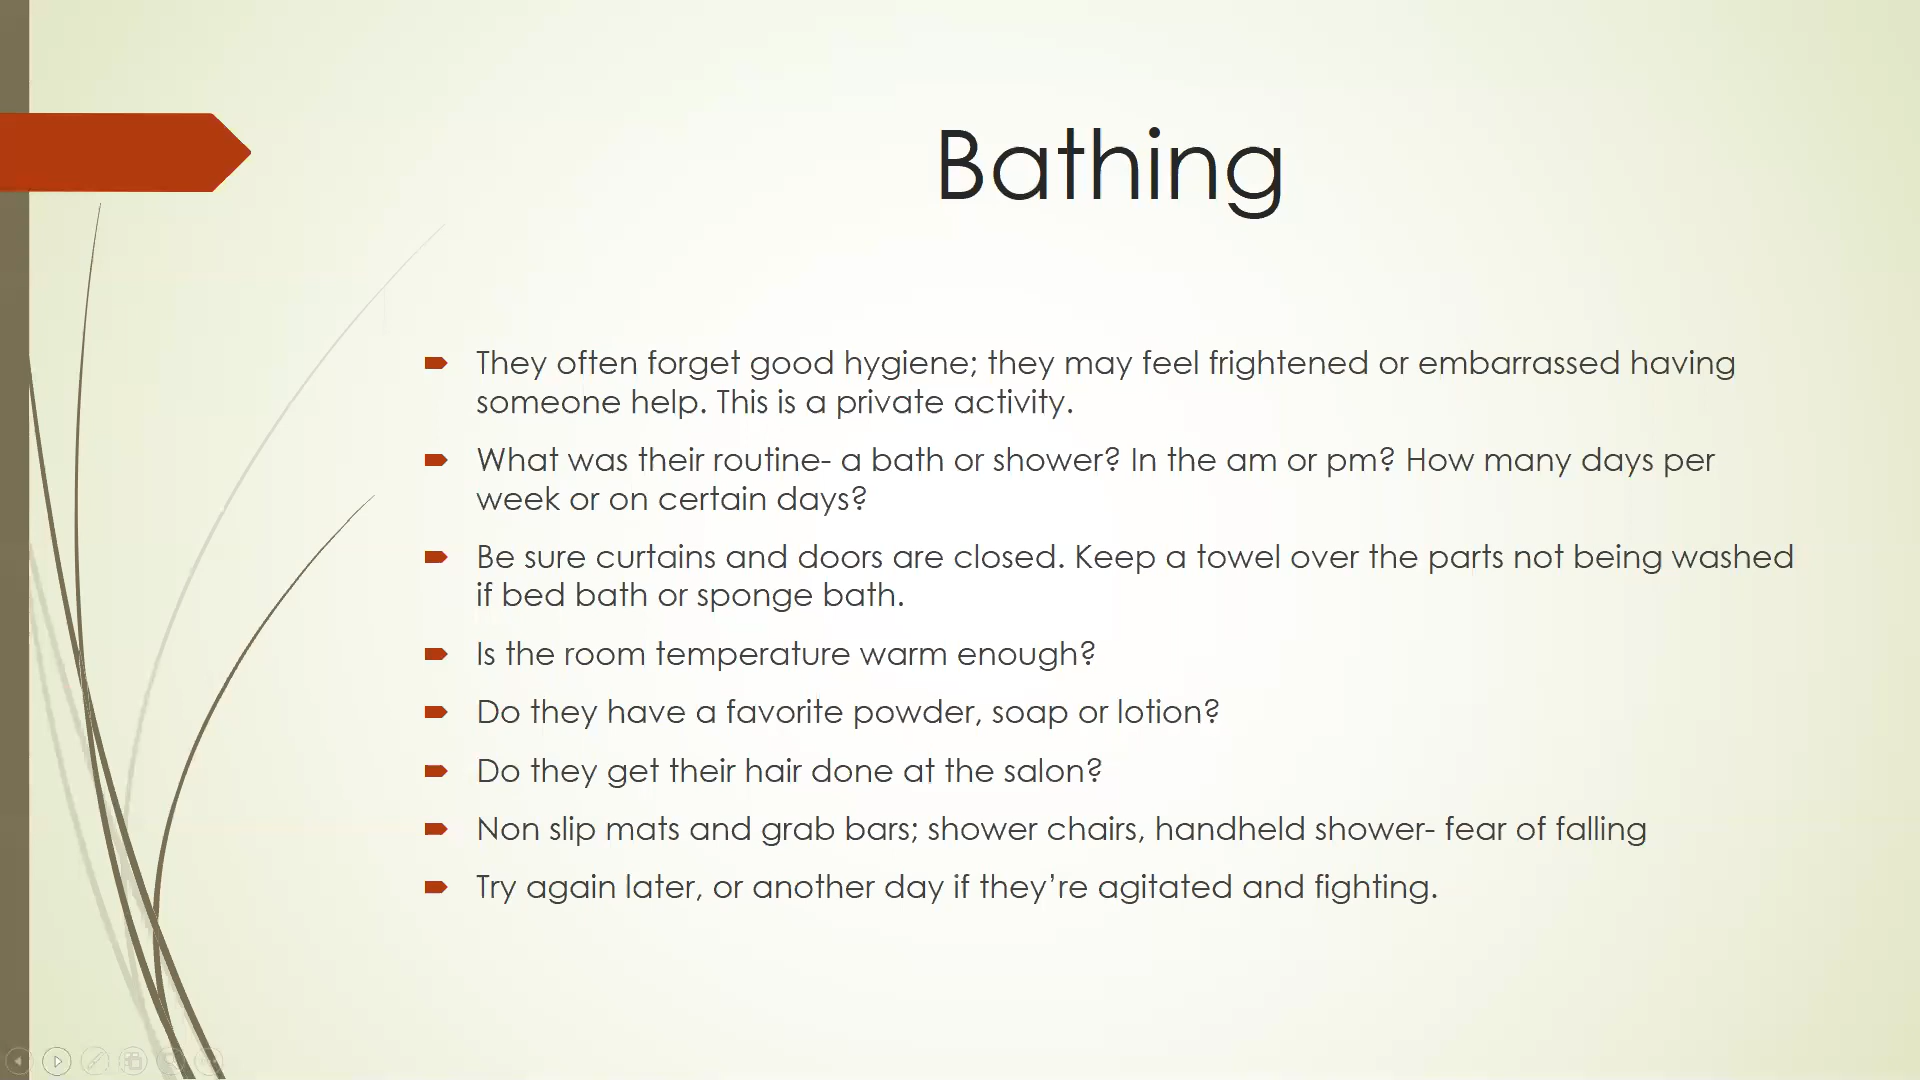 Bathing
They often forget good hygiene; they may feel frightened or embarrassed having
someone help. This is a private activity.
What was their routine- a bath or shower? In the am or pm? How many days per
week or on certain days?
Be sure curtains and doors are closed. Keep a towel over the parts not being washed
if bed bath or sponge bath.
Is the room temperature warm enough?
Do they have a favorite powder, soap or lotion?
Do they get their hair done at the salon?
Non slip mats and grab bars; shower chairs, handheld shower- fear of falling
Try again later, or another day if they’re agitated and fighting.